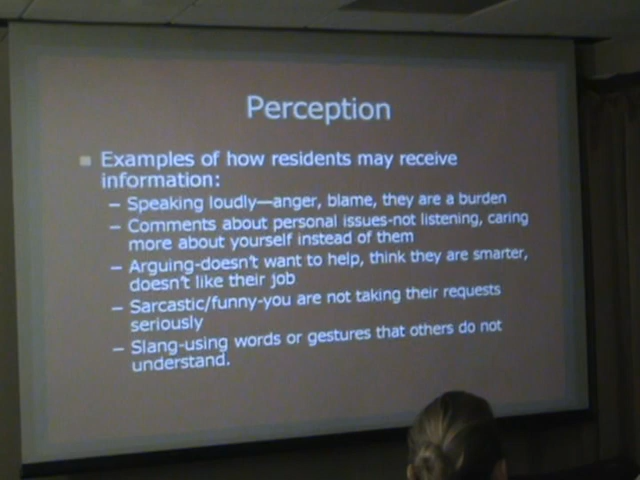 Perception
Examples of how residents may receive
information:
– Speaking loudly—anger, blame, they are a burden
– Comments about personal issues-not listening, caring
more about yourself instead of them
– Arguing-doesn't want to help, think they are smarter,
doesn't like their job
– Sarcastic/funny-you are not taking their requests
seriously
– Slang-using words or gestures that others do not
understand.